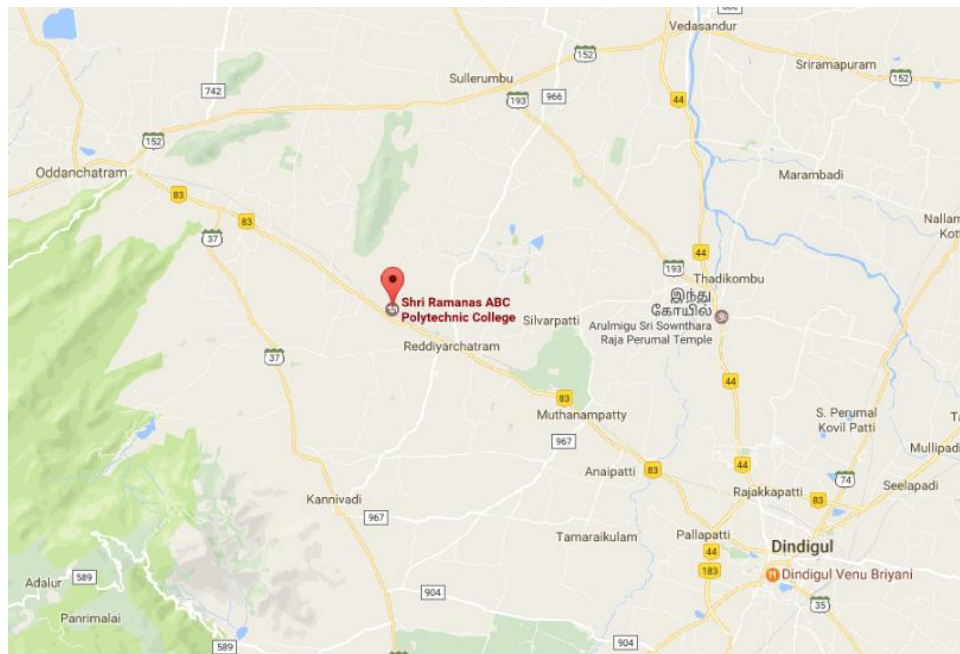 Vedasandur
Sriramapuram
152
152
Sullerumbu
742
193
966
44
152
Oddanchatram
Marambadi
83
83
37
44
193
Thadikombu
இந்து
கோயில்
Arulmigu Sri Sownthara
Raja Perumal Temple
Shri Ramanas ABC
Polytechnic College
Silvarpatti
Reddiyarchatram
37
44
83
Muthanampatty
S. Perumal
Kovil Patti
967
Mullipadi
Anaipatti
83
44
74
Rajakkapatti
83
Seelapadi
Kannivadi
967
Tamaraikulam
Pallapatti
44
Dindigul
183
Dindigul Venu Briyani
Adalur
589
904
35
Panrimalai
589
904